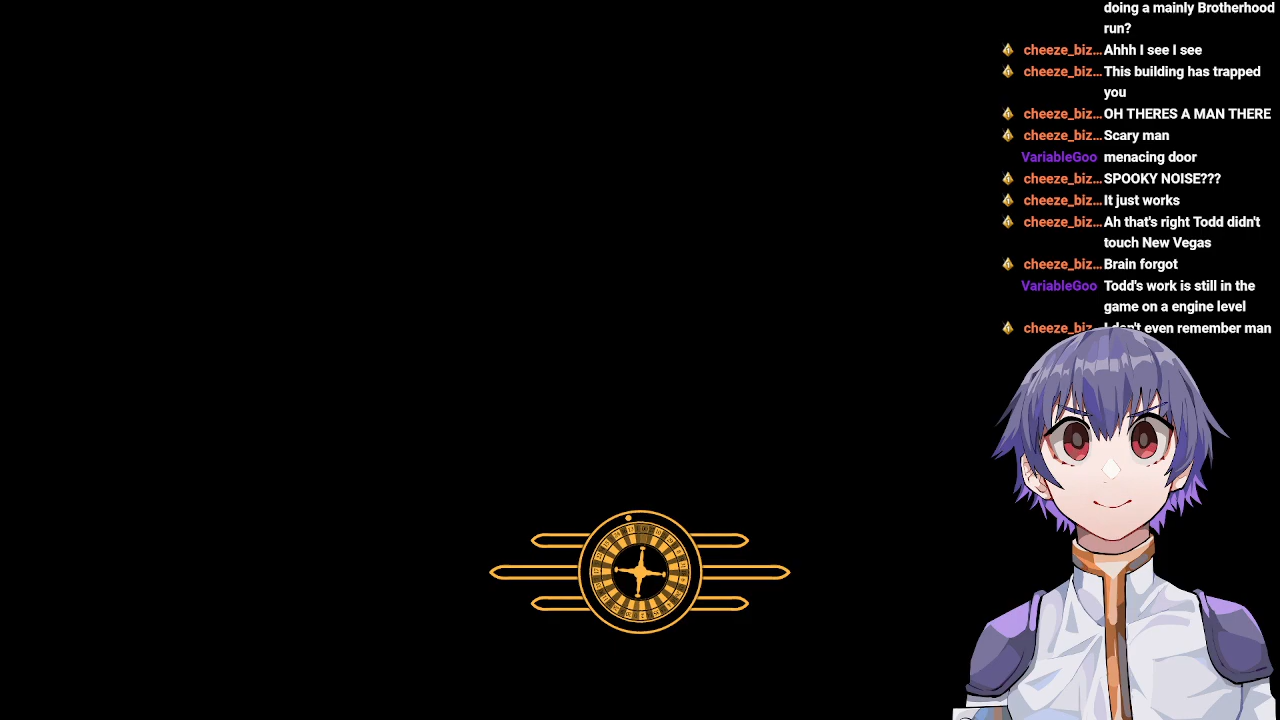 doing a mainly Brotherhood
run?
cheeze_biz... Ahhh I see I see
cheeze_biz... This building has trapped
you
cheeze_biz... OH THERES A MAN THERE
cheeze_biz... Scary man
VariableGoo menacing door
cheeze_biz... SPOOKY NOISE???
cheeze_biz... It just works
cheeze_biz... Ah that's right Todd didn't
touch New Vegas
cheeze_biz... Brain forgot
VariableGoo Todd's work is still in the
game on a engine level
cheeze_biz... I don't even remember man